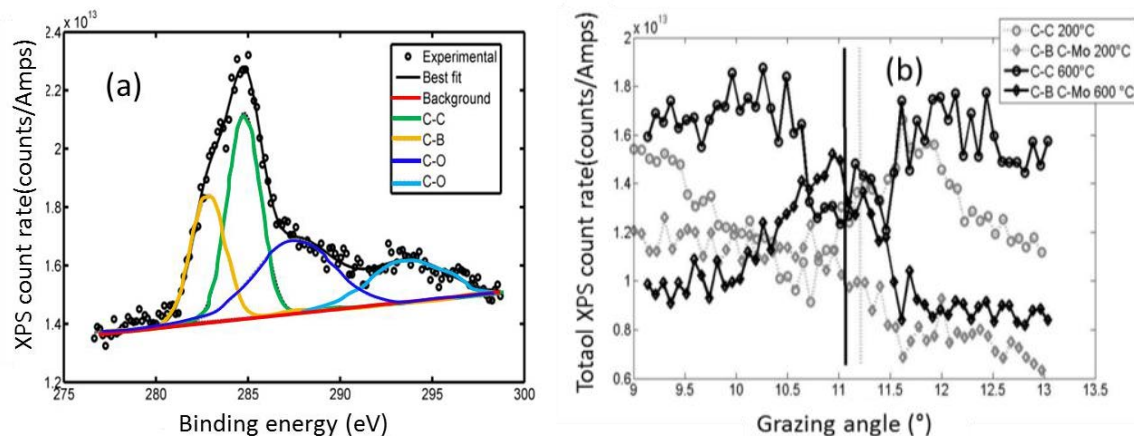 x 10^13
2.6
2.4
2.2
2
1.8
1.6
1.4
1.2
275
280
285
290
295
300
XPS count rate(counts/Amps)
Binding energy (eV)
(a)
Experimental
Best fit
Background
C-C
C-B
C-O
C-O
x 10^13
2
1.8
1.6
1.4
1.2
1
0.8
0.6
9
9.5
10
10.5
11
11.5
12
12.5
13
13.5
Totaol XPS count rate(counts/Amps)
Grazing angle (°)
(b)
C-C 200°C
C-B C-Mo 200°C
C-C 600°C
C-B C-Mo 600 °C